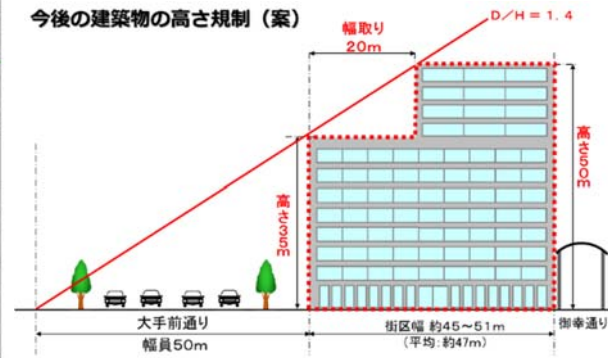 今後の建築物の高さ規制（案）
D/H=1.4
幅取り
20m
高さ35m
高さ50m
大手前通り
幅員50m
街区幅 約45～51m
（平均：約47m）
御幸通り